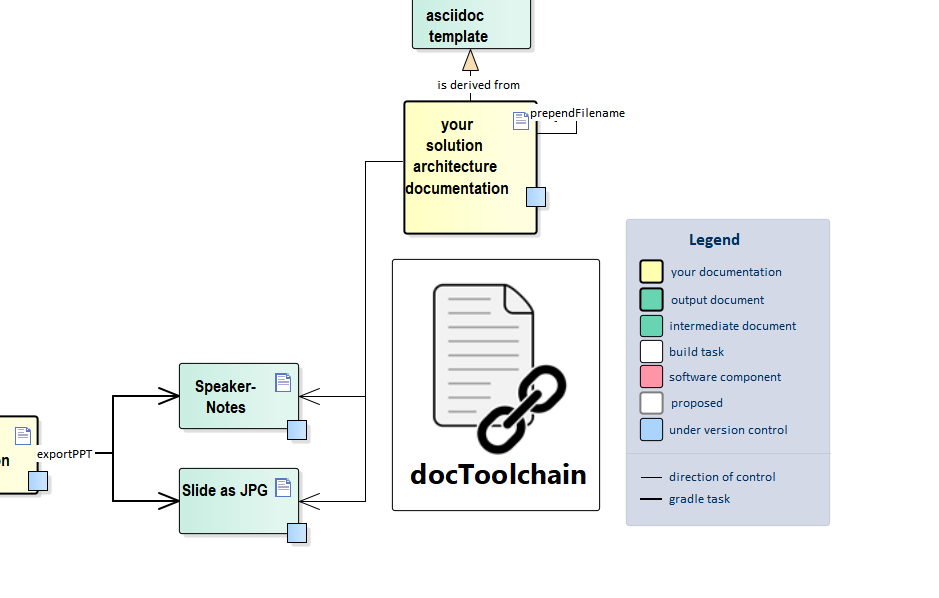 asciidoc
template
is derived from
prependFilename
your
solution
architecture
documentation
Legend
your documentation
output document
intermediate document
build task
software component
proposed
under version control
direction of control
gradle task
Speaker-
Notes
on
exportPPT
Slide as JPG
docToolchain